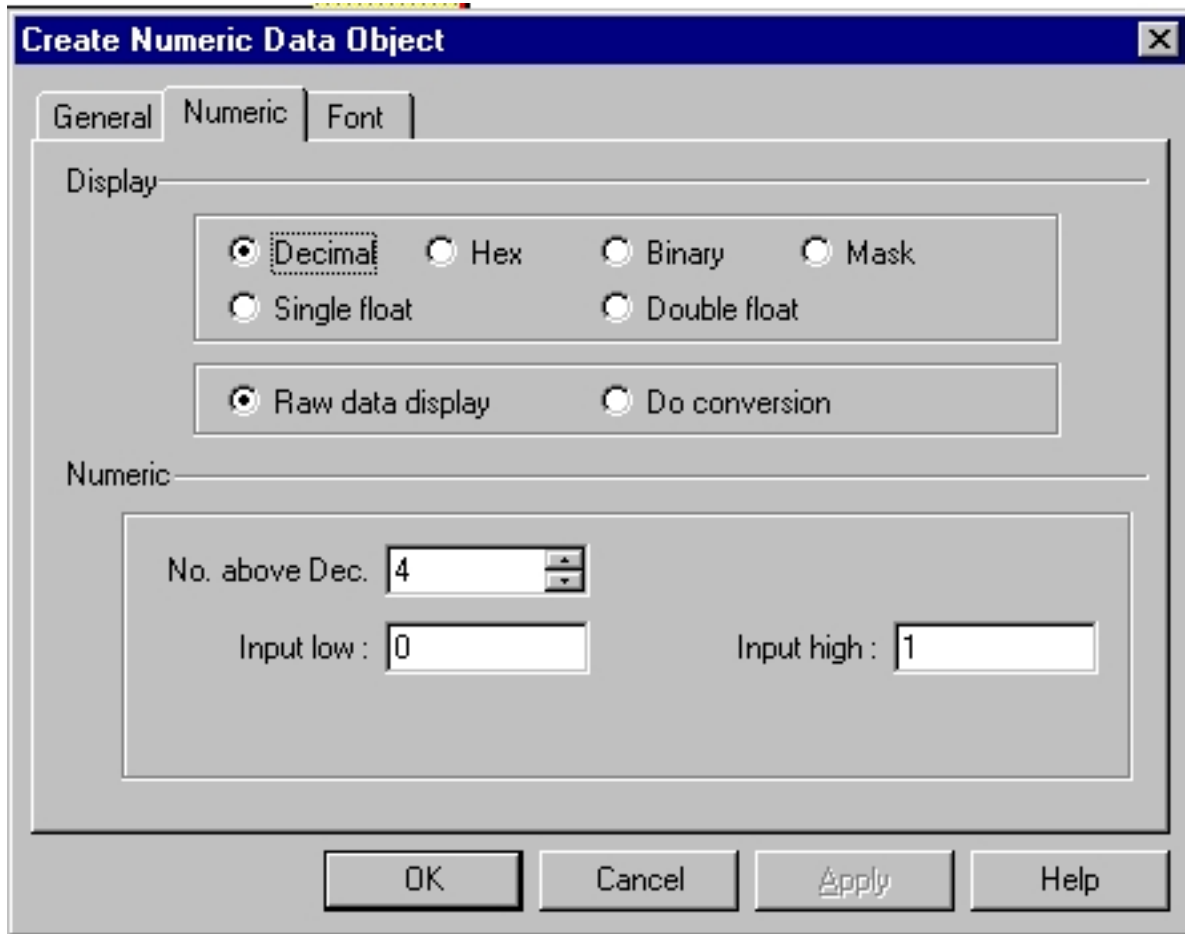 Create Numeric Data Object
General Numeric Font
Display
Decimal Hex Binary Mask
Single float Double float
Raw data display Do conversion
Numeric
No. above Dec. 4
Input low : 0 Input high : 1
OK Cancel Apply Help